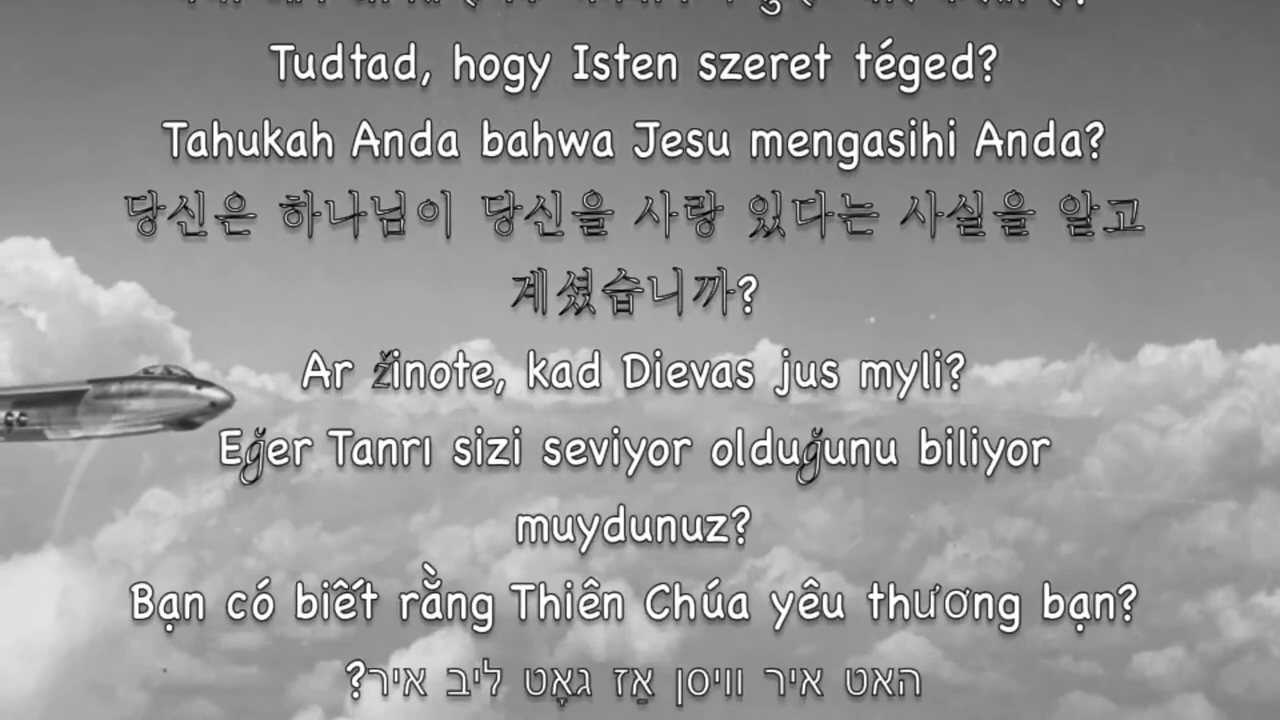 Tudtad, hogy Isten szeret téged?
Tahukah Anda bahwa Jesu mengasihi Anda?
당신은 하나님이 당신을 사랑 있다는 사실을 알고
계셨습니까?
Ar žinote, kad Dievas jus myli?
Eğer Tanrı sizi seviyor olduğunu biliyor
muydunuz?
Bạn có biết rằng Thiên Chúa yêu thương bạn?
האט איר וויסן אַז גאָט ליב איר?